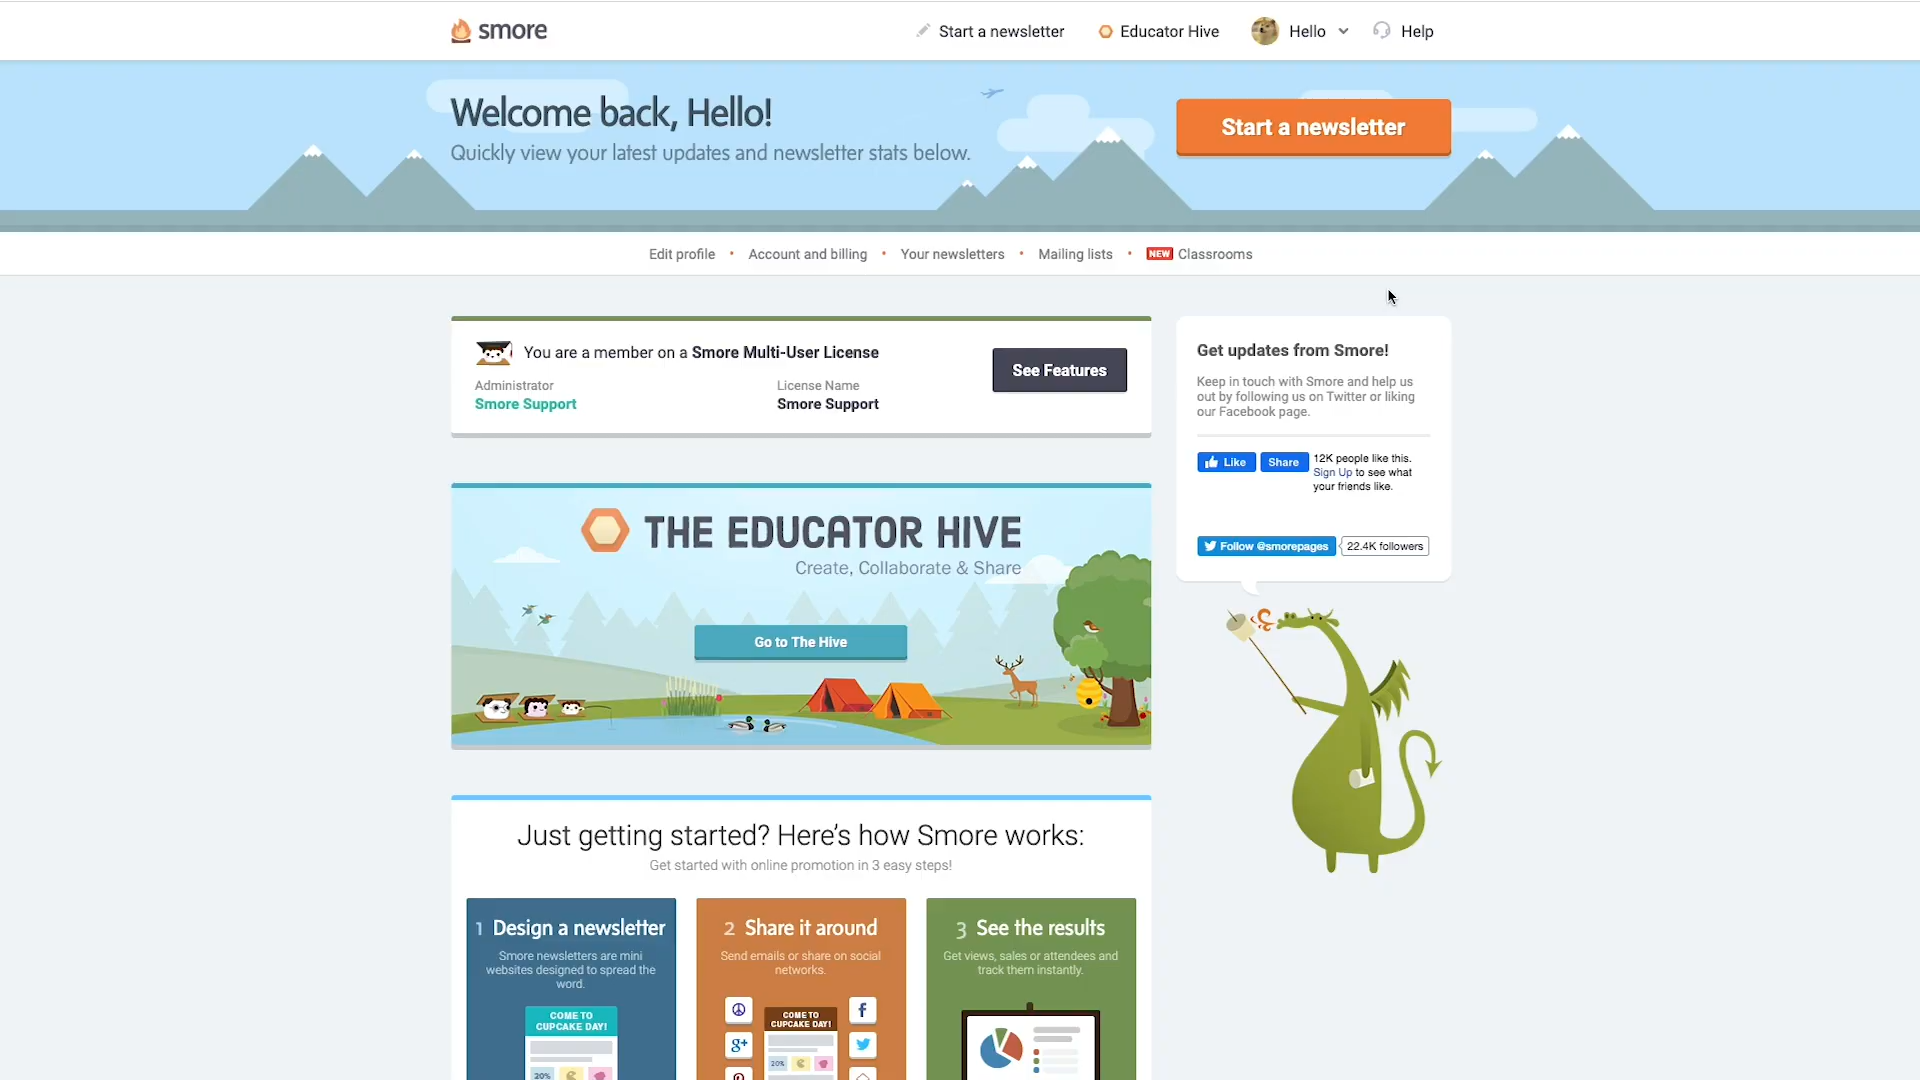 smore
Start a newsletter
Educator Hive
Hello
Help
Welcome back, Hello!
Quickly view your latest updates and newsletter stats below.
Start a newsletter
Edit profile • Account and billing • Your newsletters • Mailing lists • NEW Classrooms
You are a member on a Smore Multi-User License
Administrator
Smore Support
License Name
Smore Support
See Features
Get updates from Smore!
Keep in touch with Smore and help us
out by following us on Twitter or liking
our Facebook page.
Like
Share
12K people like this.
Sign Up to see what
your friends like.
Follow @smorepages
22.4K followers
THE EDUCATOR HIVE
Create, Collaborate & Share
Go to The Hive
Just getting started? Here's how Smore works:
Get started with online promotion in 3 easy steps!
1 Design a newsletter
Smore newsletters are mini
websites designed to spread the
word.
COME TO
CUPCAKE DAY!
20%
2 Share it around
Send emails or share on social
networks.
COME TO
CUPCAKE DAY!
20%
3 See the results
Get views, sales or attendees and
track them instantly.